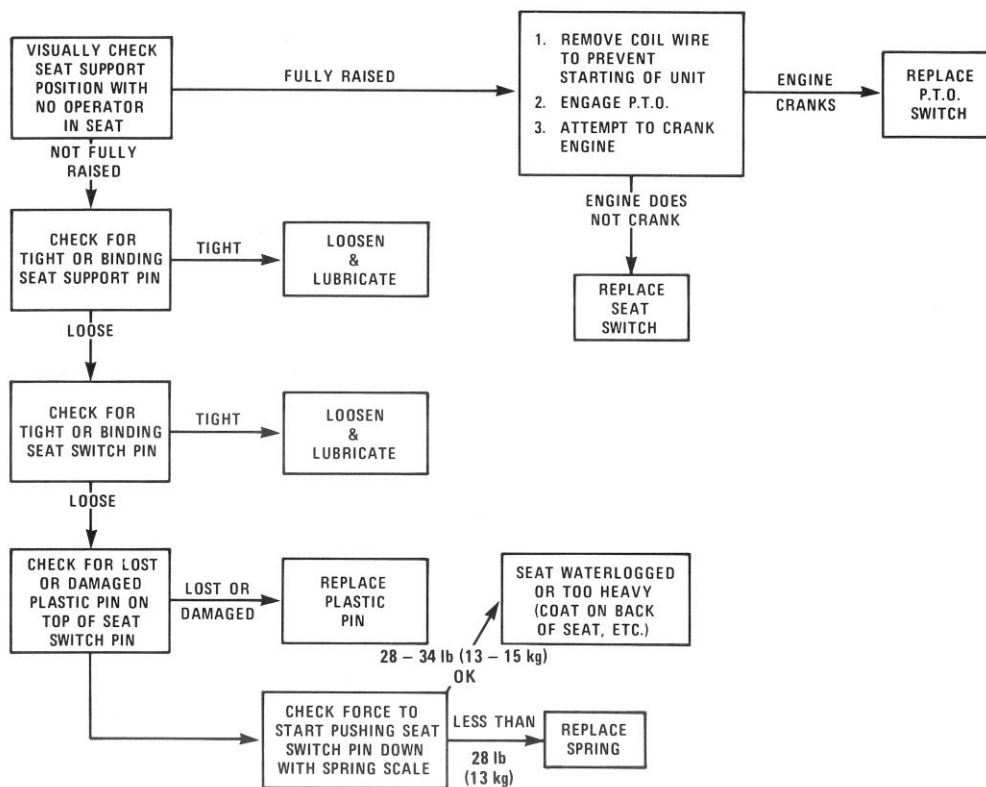 VISUALLY CHECK
SEAT SUPPORT
POSITION WITH
NO OPERATOR
IN SEAT
FULLY RAISED
1. REMOVE COIL WIRE
TO PREVENT
STARTING OF UNIT
2. ENGAGE P.T.O.
3. ATTEMPT TO CRANK
ENGINE
ENGINE
CRANKS
REPLACE
P.T.O.
SWITCH
NOT FULLY
RAISED
ENGINE DOES
NOT CRANK
REPLACE
SEAT
SWITCH
CHECK FOR
TIGHT OR BINDING
SEAT SUPPORT PIN
TIGHT
LOOSEN
&
LUBRICATE
LOOSE
CHECK FOR
TIGHT OR BINDING
SEAT SWITCH PIN
TIGHT
LOOSEN
&
LUBRICATE
LOOSE
CHECK FOR LOST
OR DAMAGED
PLASTIC PIN ON
TOP OF SEAT
SWITCH PIN
LOST OR
DAMAGED
REPLACE
PLASTIC
PIN
SEAT WATERLOGGED
OR TOO HEAVY
(COAT ON BACK
OF SEAT, ETC.)
28 – 34 lb (13 – 15 kg)
OK
CHECK FORCE TO
START PUSHING SEAT
SWITCH PIN DOWN
WITH SPRING SCALE
LESS THAN
28 lb
(13 kg)
REPLACE
SPRING